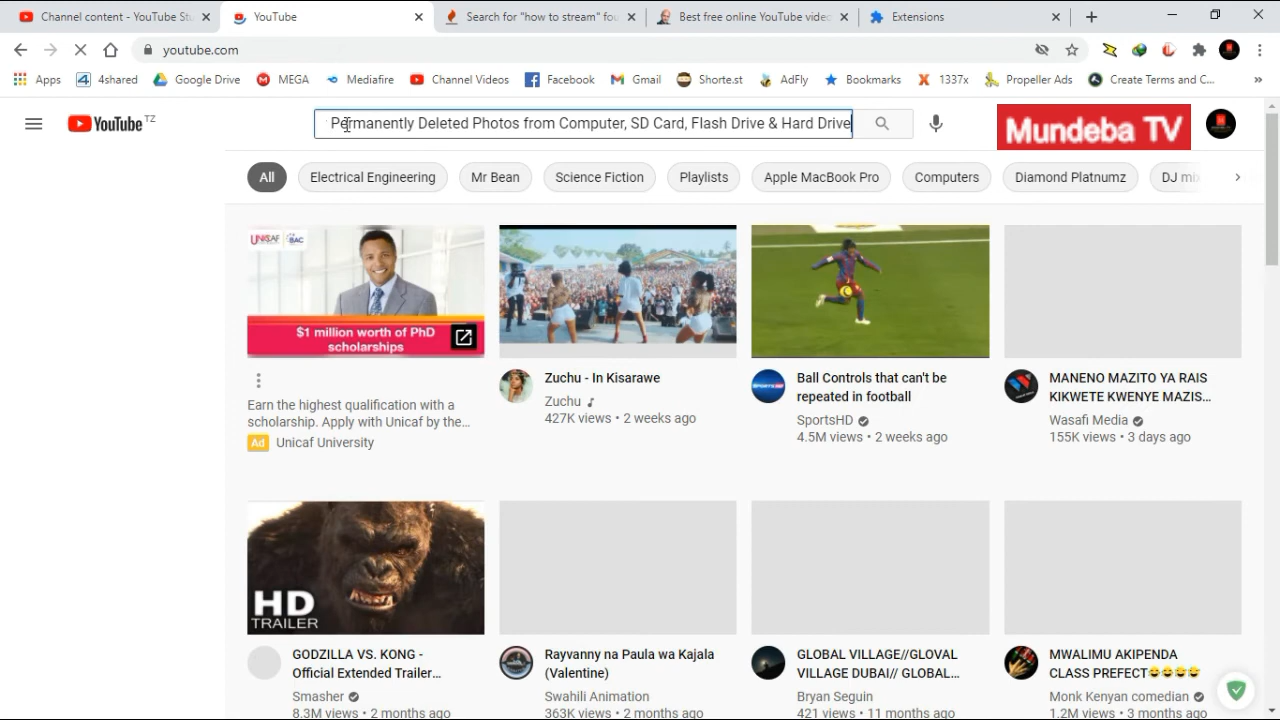 Channel content - YouTube Stu
YouTube
Search for "how to stream" fou
Best free online YouTube video
Extensions
youtube.com
Apps
4shared
Google Drive
MEGA
Mediafire
Channel Videos
Facebook
Gmail
Shorte.st
AdFly
Bookmarks
1337x
Propeller Ads
Create Terms and C...
YouTube TZ
Permanently Deleted Photos from Computer, SD Card, Flash Drive & Hard Drive
Mundeba TV
All
Electrical Engineering
Mr Bean
Science Fiction
Playlists
Apple MacBook Pro
Computers
Diamond Platnumz
DJ mi
UNICAF
BAC
$1 million worth of PhD
scholarships
Earn the highest qualification with a
scholarship. Apply with Unicaf by the...
Ad Unicaf University
Zuchu - In Kisarawe
Zuchu
427K views • 2 weeks ago
SPORTSHD
Ball Controls that can't be
repeated in football
SportsHD
4.5M views • 2 weeks ago
MANENO MAZITO YA RAIS
KIKWETE KWENYE MAZIS...
Wasafi Media
155K views • 3 days ago
HD
TRAILER
GODZILLA VS. KONG -
Official Extended Trailer...
Smasher
8.3M views • 2 months ago
Rayvanny na Paula wa Kajala
(Valentine)
Swahili Animation
363K views • 2 months ago
GLOBAL VILLAGE//GLOVAL
VILLAGE DUBAI// GLOBAL...
Bryan Seguin
421 views • 11 months ago
MWALIMU AKIPENDA
CLASS PREFECT😂😂😂😂
Monk Kenyan comedian
1.2M views • 3 months ago